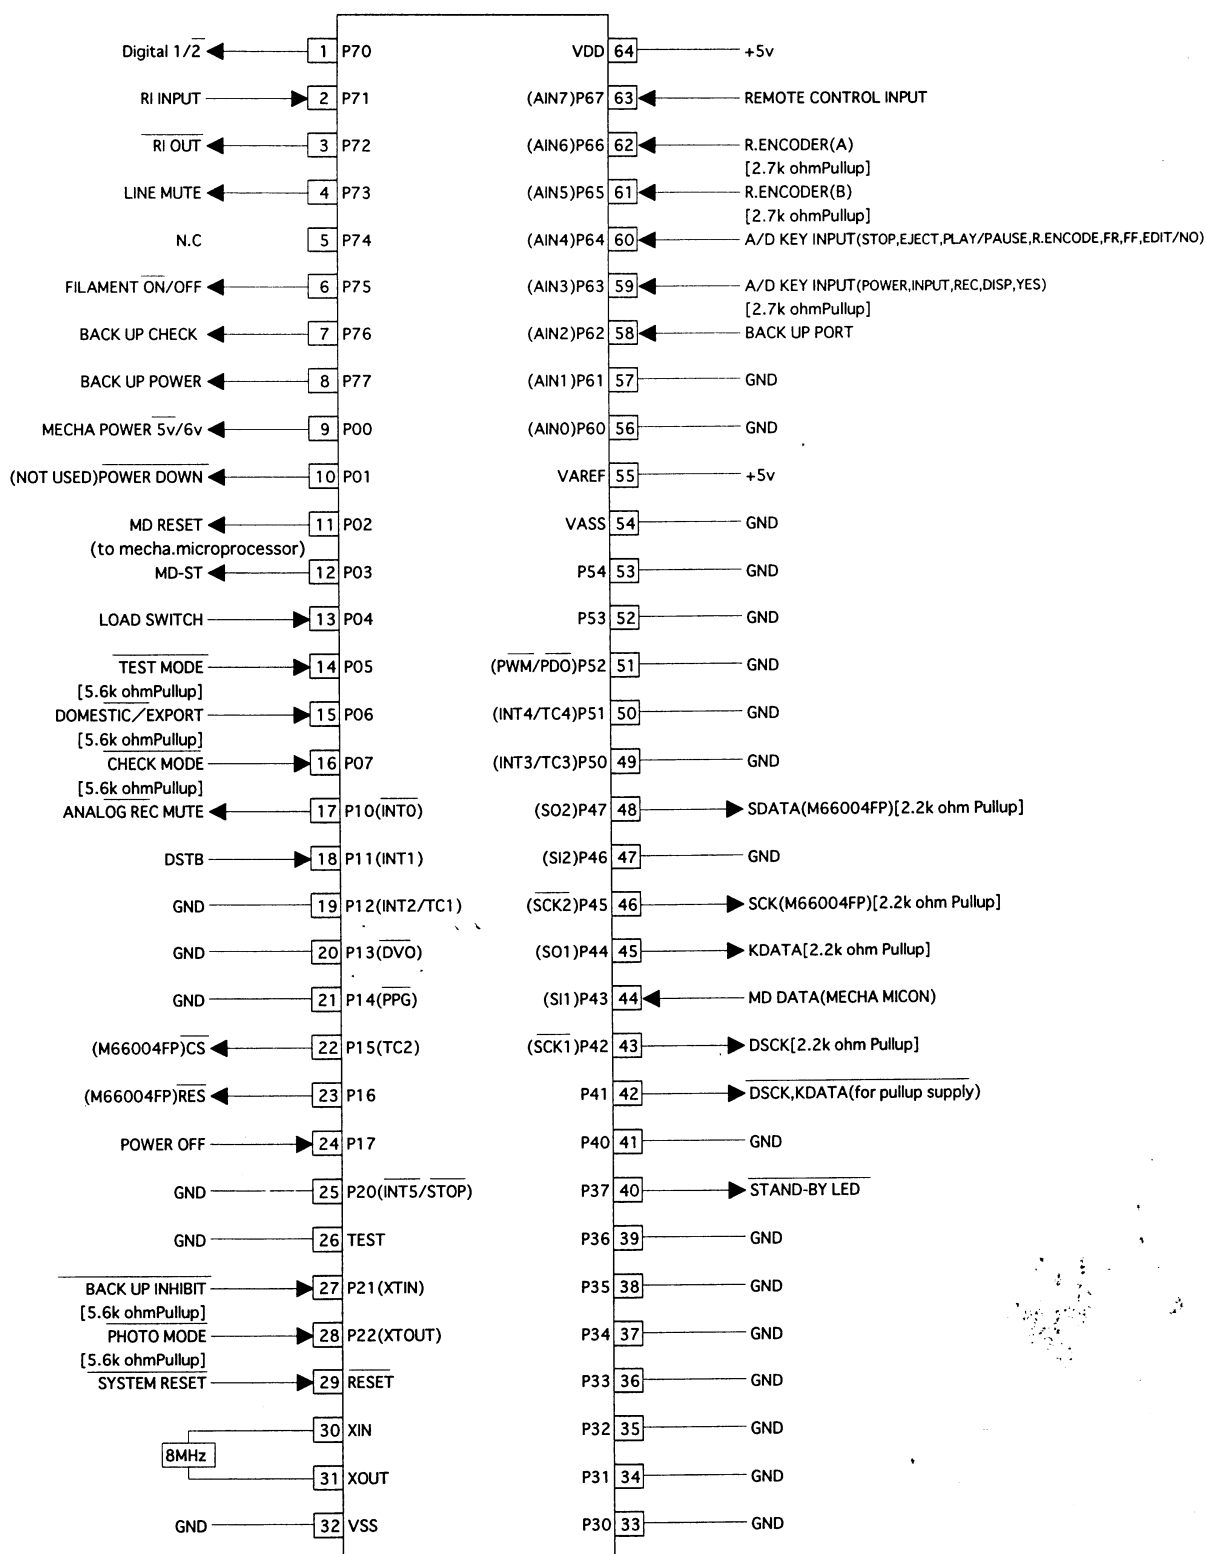 Digital 1/2 1 P70 VDD 64 +5v
RI INPUT 2 P71 (AIN7)P67 63 REMOTE CONTROL INPUT
RI OUT 3 P72 (AIN6)P66 62 R.ENCODER(A)
[2.7k ohmPullup]
LINE MUTE 4 P73 (AIN5)P65 61 R.ENCODER(B)
[2.7k ohmPullup]
N.C 5 P74 (AIN4)P64 60 A/D KEY INPUT(STOP,EJECT,PLAY/PAUSE,R.ENCODE,FR,FF,EDIT/NO)
FILAMENT ON/OFF 6 P75 (AIN3)P63 59 A/D KEY INPUT(POWER,INPUT,REC,DISP,YES)
[2.7k ohmPullup]
BACK UP CHECK 7 P76 (AIN2)P62 58 BACK UP PORT
BACK UP POWER 8 P77 (AIN1)P61 57 GND
MECHA POWER 5v/6v 9 P00 (AIN0)P60 56 GND
(NOT USED)POWER DOWN 10 P01 VAREF 55 +5v
MD RESET 11 P02 VASS 54 GND
(to mecha.microprocessor)
MD-ST 12 P03 P54 53 GND
LOAD SWITCH 13 P04 P53 52 GND
TEST MODE 14 P05 (PWM/PDO)P52 51 GND
[5.6k ohmPullup]
DOMESTIC/EXPORT 15 P06 (INT4/TC4)P51 50 GND
[5.6k ohmPullup]
CHECK MODE 16 P07 (INT3/TC3)P50 49 GND
[5.6k ohmPullup]
ANALOG REC MUTE 17 P10(INT0) (SO2)P47 48 SDATA(M66004FP)[2.2k ohm Pullup]
DSTB 18 P11(INT1) (SI2)P46 47 GND
GND 19 P12(INT2/TC1) (SCK2)P45 46 SCK(M66004FP)[2.2k ohm Pullup]
GND 20 P13(DVO) (SO1)P44 45 KDATA[2.2k ohm Pullup]
GND 21 P14(PPG) (SI1)P43 44 MD DATA(MECHA MICON)
(M66004FP)CS 22 P15(TC2) (SCK1)P42 43 DSCK[2.2k ohm Pullup]
(M66004FP)RES 23 P16 P41 42 DSCK,KDATA(for pullup supply)
POWER OFF 24 P17 P40 41 GND
GND 25 P20(INT5/STOP) P37 40 STAND-BY LED
GND 26 TEST P36 39 GND
BACK UP INHIBIT 27 P21(XTIN) P35 38 GND
[5.6k ohmPullup]
PHOTO MODE 28 P22(XTOUT) P34 37 GND
[5.6k ohmPullup]
SYSTEM RESET 29 RESET P33 36 GND
30 XIN P32 35 GND
8MHz
31 XOUT P31 34 GND
GND 32 VSS P30 33 GND